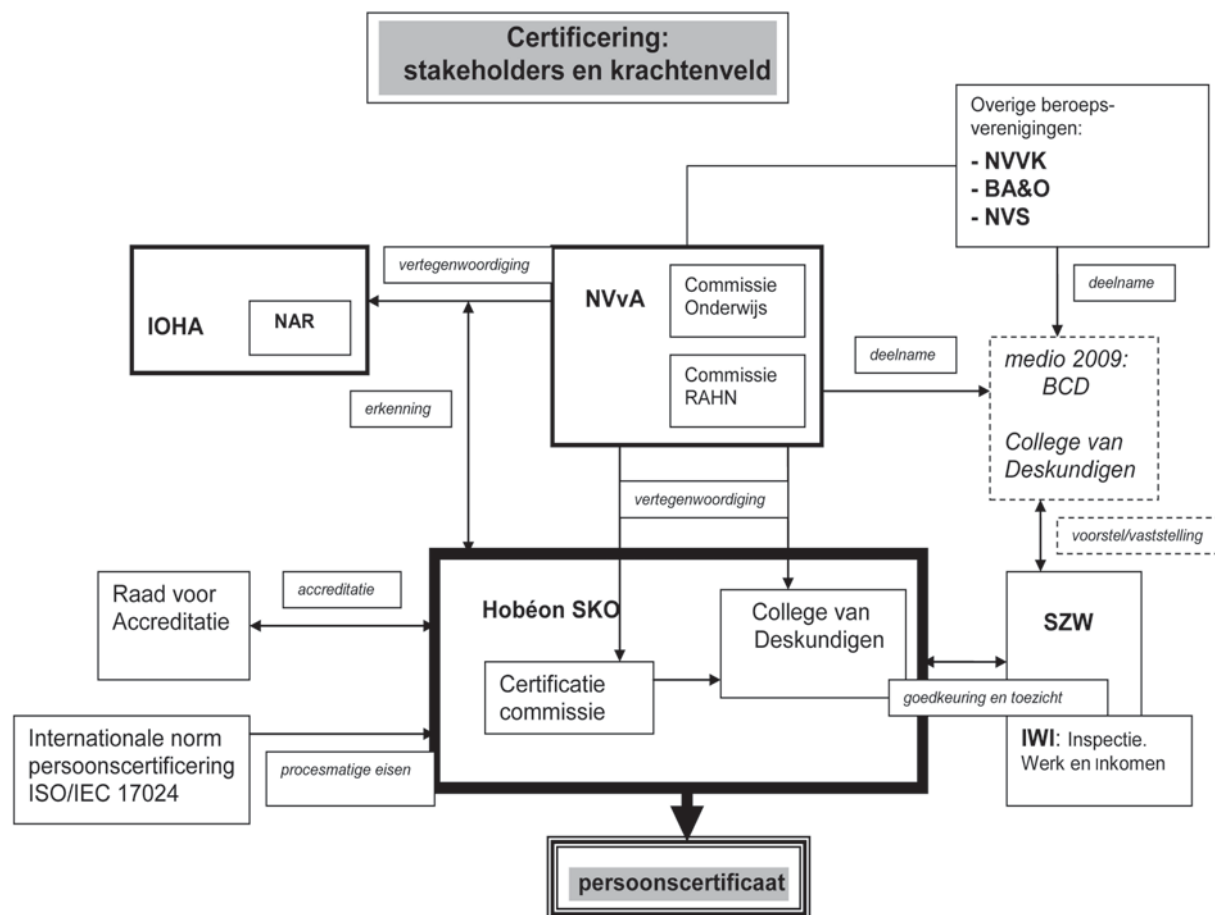 Certificering:
stakeholders en krachtenveld
Overige beroeps-
verenigingen:
- NVVK
- BA&O
- NVS
vertegenwoordiging
NVvA
Commissie
Onderwijs
Commissie
RAHN
IOHA
NAR
deelname
deelname
medio 2009:
BCD
College van
Deskundigen
erkenning
vertegenwoordiging
voorstel/vaststelling
Raad voor
Accreditatie
accreditatie
Hobéon SKO
College van
Deskundigen
Certificatie
commissie
SZW
goedkeuring en toezicht
IWI: Inspectie.
Werk en Inkomen
Internationale norm
persoonscertificering
ISO/IEC 17024
procesmatige eisen
persoonscertificaat